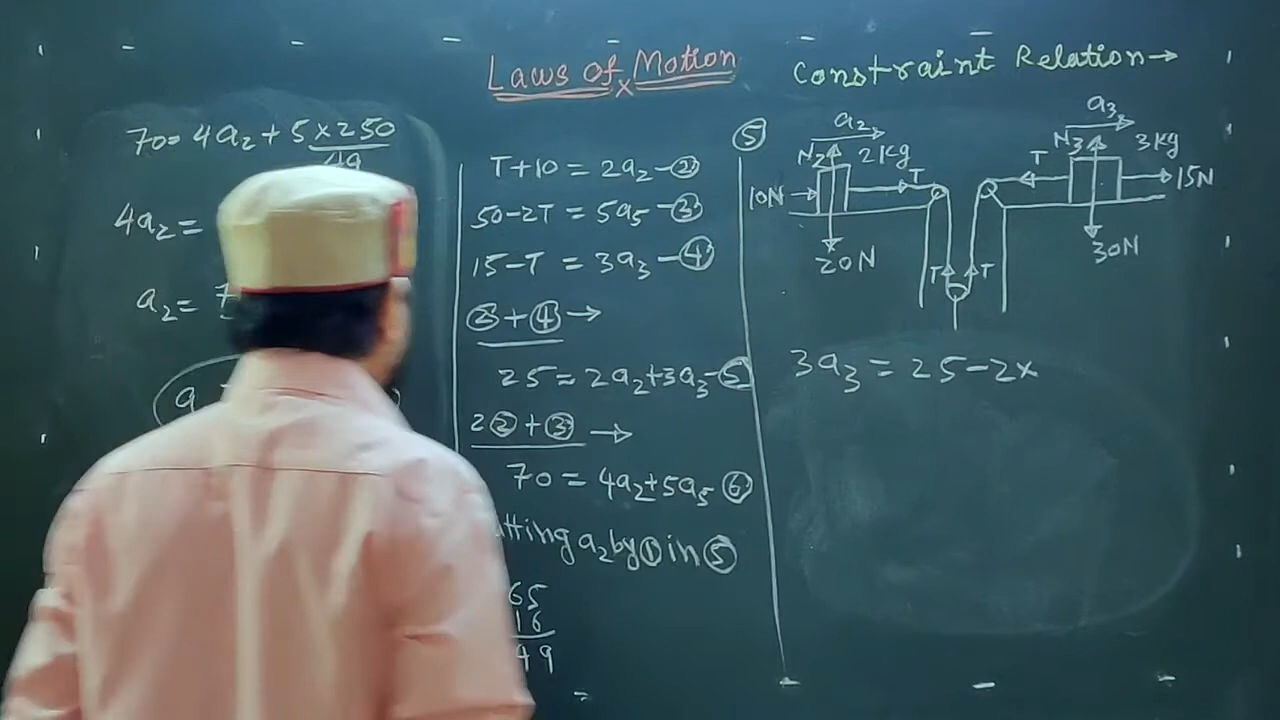 Laws of Motion
x
Constraint Relation→
70 = 4a₂ + 5 × 250
4a₂ =
a₂ =
T+10 = 2a₂ —②
50-2T = 5a₅ —③
15-T = 3a₃ —④
② + ④ →
25 = 2a₂+3a₃ —⑤
2② + ③ →
70 = 4a₂+5a₅ ⑥
a₂ by ① in ⑤
65
16
49
⑤
a₂
N₂
2kg
10N
T
20N
T
T
a₃
N₃
3kg
T
15N
30N
3a₃ = 25-2x